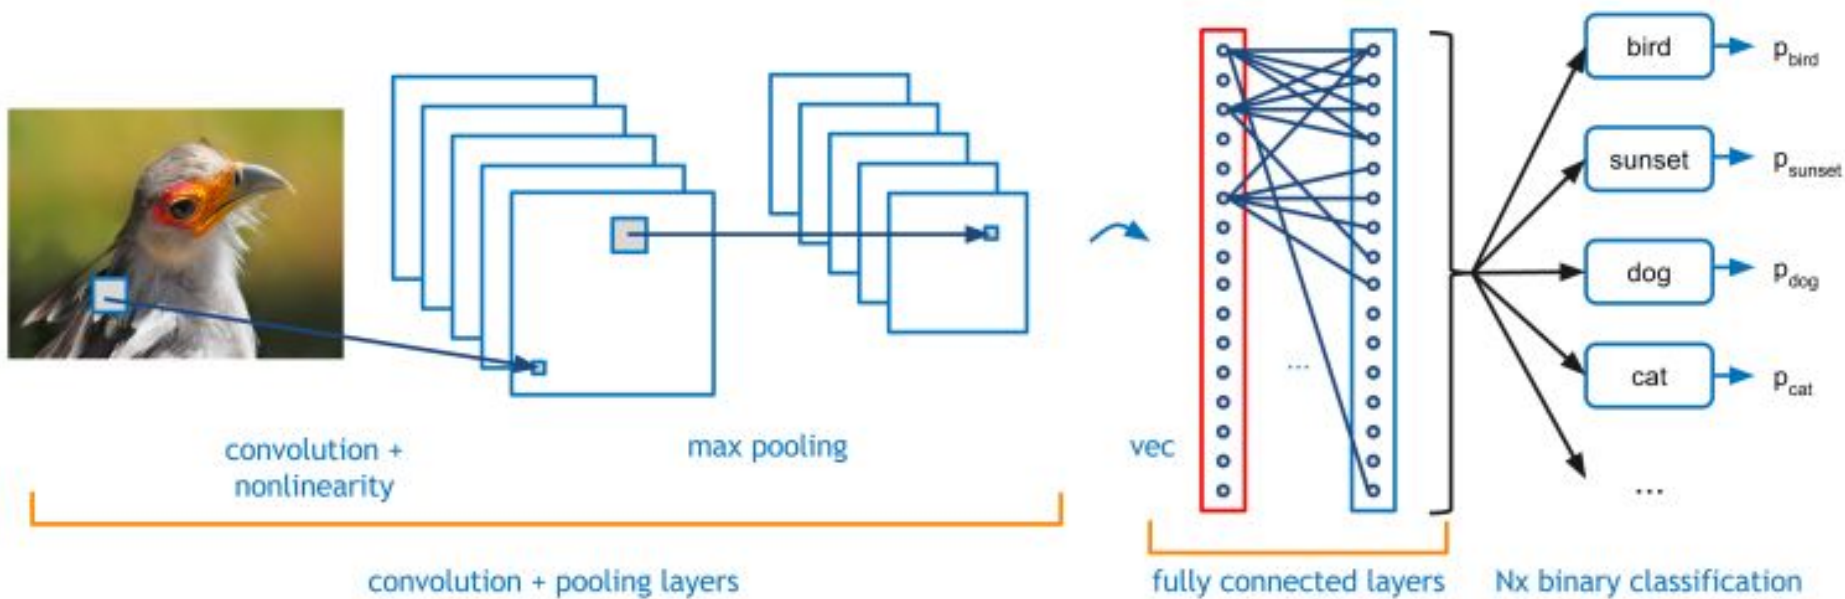 bird
p_bird
sunset
p_sunset
dog
p_dog
cat
p_cat
...
...
convolution +
nonlinearity
max pooling
vec
convolution + pooling layers
fully connected layers
Nx binary classification